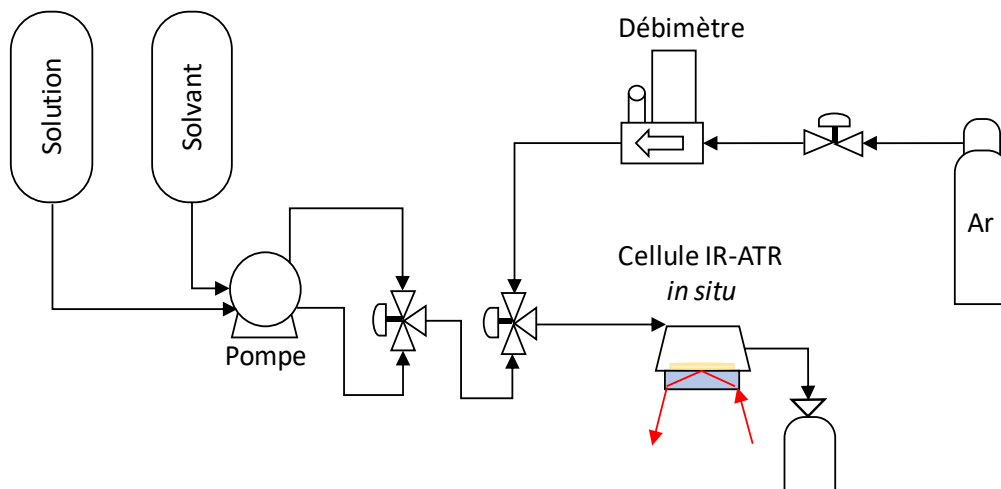 Solution
Solvant
Débimètre
Ar
Cellule IR-ATR
in situ
Pompe